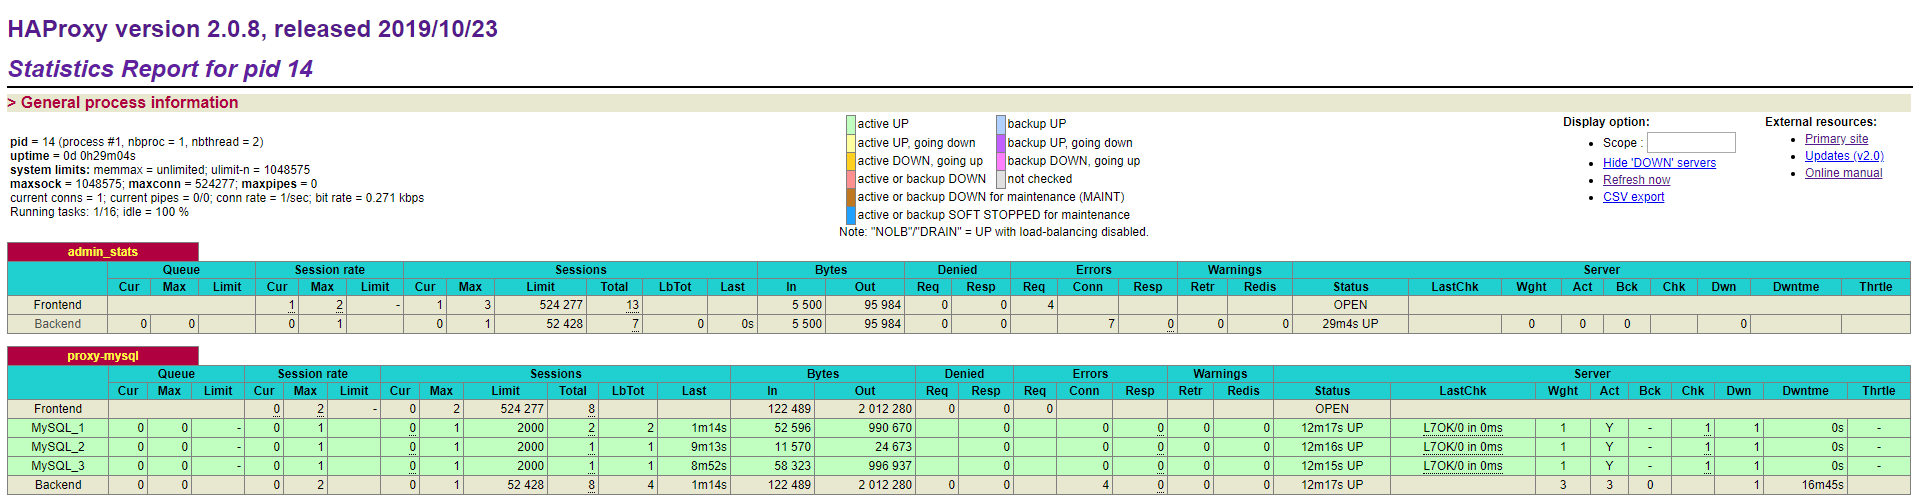 HAProxy version 2.0.8, released 2019/10/23
Statistics Report for pid 14
> General process information
pid = 14 (process #1, nbproc = 1, nbthread = 2)
uptime = 0d 0h29m04s
system limits: memmax = unlimited; ulimit-n = 1048575
maxsock = 1048575; maxconn = 524277; maxpipes = 0
current conns = 1; current pipes = 0/0; conn rate = 1/sec; bit rate = 0.271 kbps
Running tasks: 1/16; idle = 100 %
active UP backup UP
active UP, going down backup UP, going down
active DOWN, going up backup DOWN, going up
active or backup DOWN not checked
active or backup DOWN for maintenance (MAINT)
active or backup SOFT STOPPED for maintenance
Note: "NOLB"/"DRAIN" = UP with load-balancing disabled.
Display option:
Scope :
Hide 'DOWN' servers
Refresh now
CSV export
External resources:
Primary site
Updates (v2.0)
Online manual
admin_stats
Queue Session rate Sessions Bytes Denied Errors Warnings Server
Cur Max Limit Cur Max Limit Cur Max Limit Total LbTot Last In Out Req Resp Req Conn Resp Retr Redis Status LastChk Wght Act Bck Chk Dwn Dwntme Thrtle
Frontend 1 2 - 1 3 524 277 13 5 500 95 984 0 0 4 OPEN
Backend 0 0 0 1 0 1 52 428 7 0 0s 5 500 95 984 0 0 7 0 0 0 29m4s UP 0 0 0 0
proxy-mysql
Queue Session rate Sessions Bytes Denied Errors Warnings Server
Cur Max Limit Cur Max Limit Cur Max Limit Total LbTot Last In Out Req Resp Req Conn Resp Retr Redis Status LastChk Wght Act Bck Chk Dwn Dwntme Thrtle
Frontend 0 2 - 0 2 524 277 8 122 489 2 012 280 0 0 0 OPEN
MySQL_1 0 0 - 0 1 0 1 2000 2 2 1m14s 52 596 990 670 0 0 0 0 0 12m17s UP L7OK/0 in 0ms 1 Y - 1 1 0s -
MySQL_2 0 0 - 0 1 0 1 2000 1 1 9m13s 11 570 24 673 0 0 0 0 0 12m16s UP L7OK/0 in 0ms 1 Y - 1 1 0s -
MySQL_3 0 0 - 0 1 0 1 2000 1 1 8m52s 58 323 996 937 0 0 0 0 0 12m15s UP L7OK/0 in 0ms 1 Y - 1 1 0s -
Backend 0 0 0 2 0 1 52 428 8 4 1m14s 122 489 2 012 280 0 0 4 0 0 0 12m17s UP 3 3 0 1 16m45s